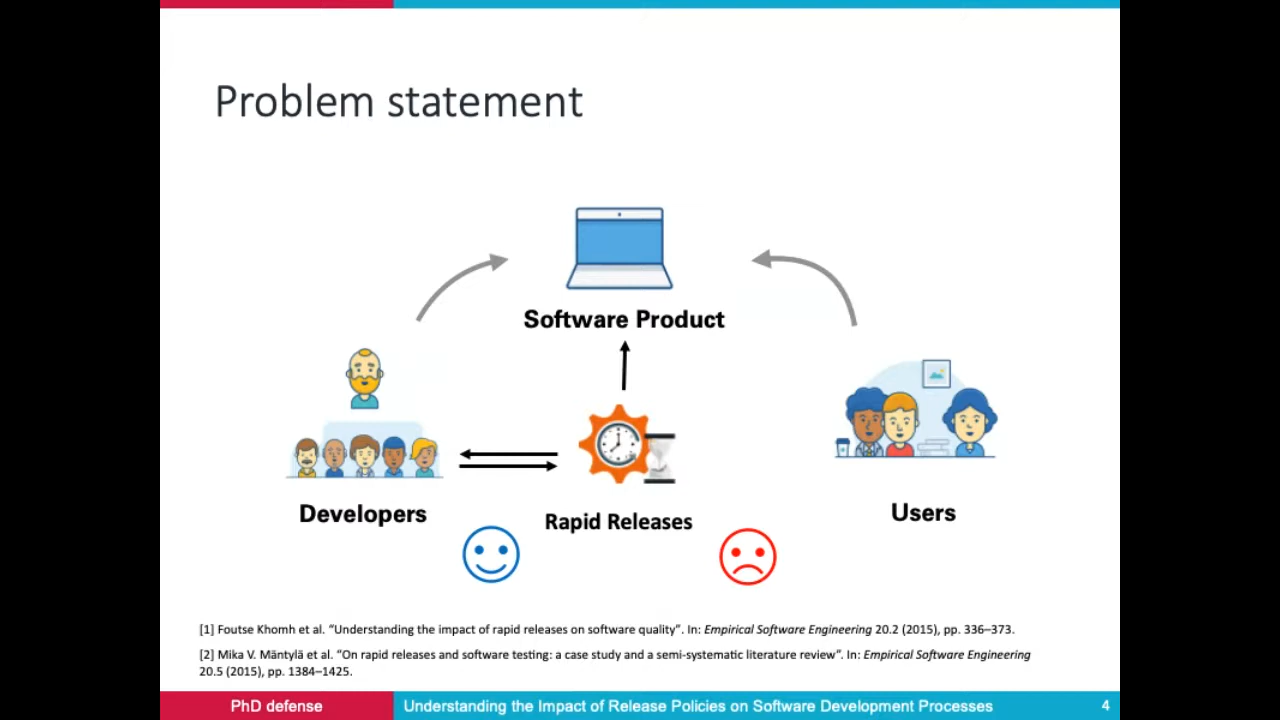 Problem statement
Software Product
Developers
Rapid Releases
Users
[1] Foutse Khomh et al. “Understanding the impact of rapid releases on software quality”. In: Empirical Software Engineering 20.2 (2015), pp. 336–373.
[2] Mika V. Mäntylä et al. “On rapid releases and software testing: a case study and a semi-systematic literature review”. In: Empirical Software Engineering
20.5 (2015), pp. 1384–1425.
PhD defense
Understanding the Impact of Release Policies on Software Development Processes
4